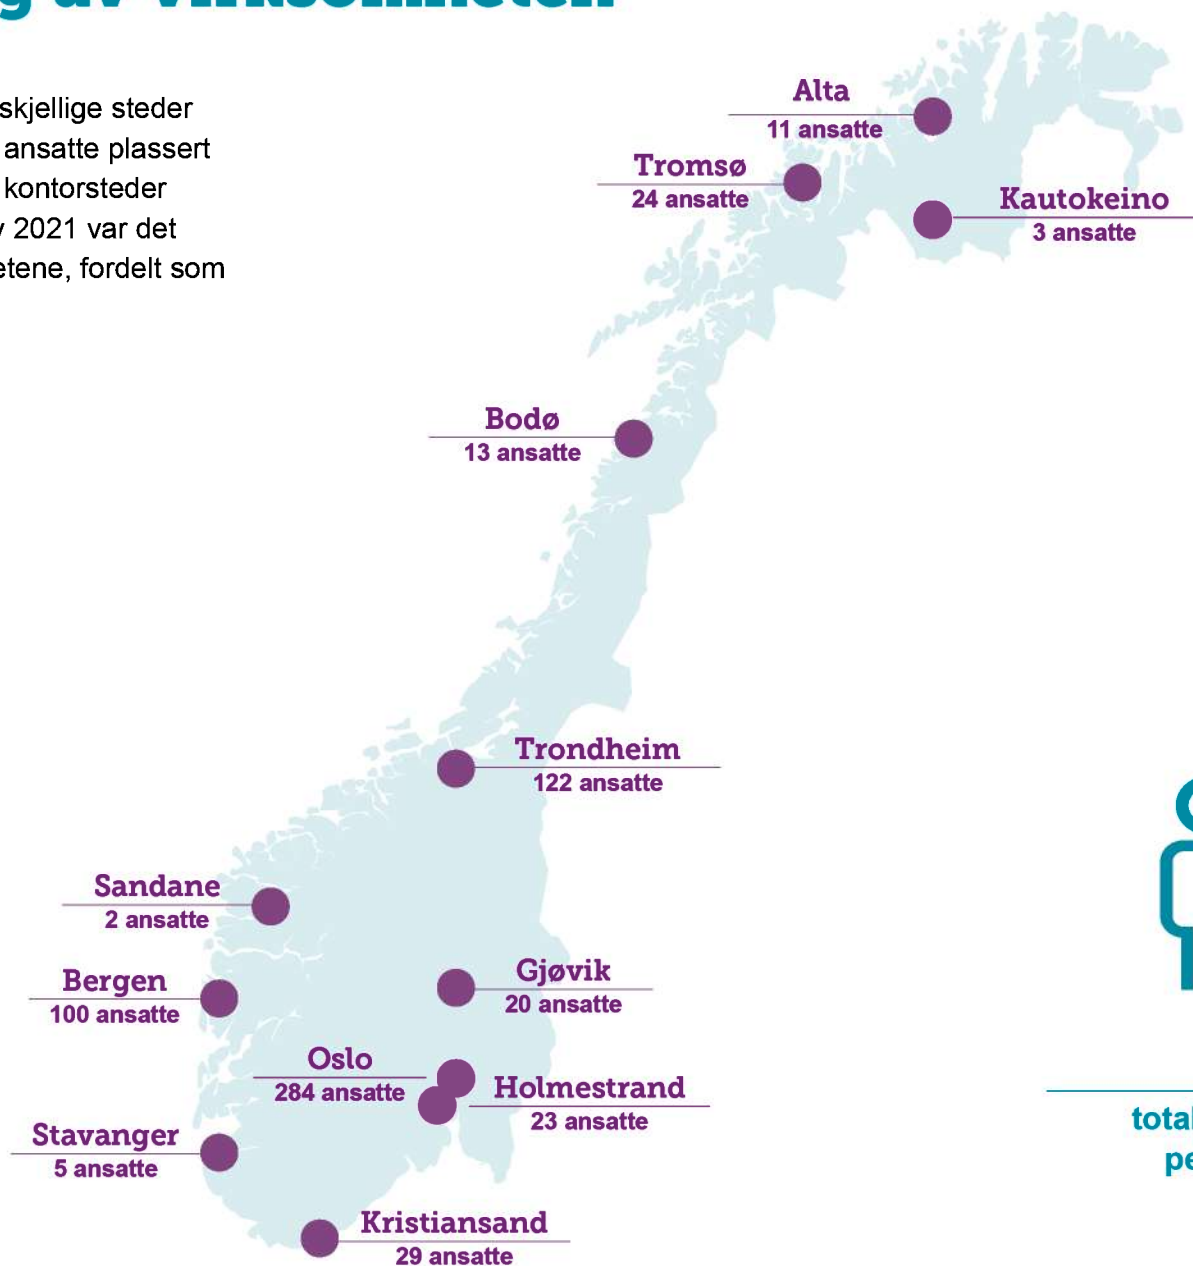 av virksomheten
skjellige steder
ansatte plassert
kontorsteder
2021 var det
etene, fordelt som
Alta
11 ansatte
Tromsø
24 ansatte
Kautokeino
3 ansatte
Bodø
13 ansatte
Trondheim
122 ansatte
Sandane
2 ansatte
Bergen
100 ansatte
Gjøvik
20 ansatte
Oslo
284 ansatte
Holmestrand
23 ansatte
Stavanger
5 ansatte
Kristiansand
29 ansatte
total
pe